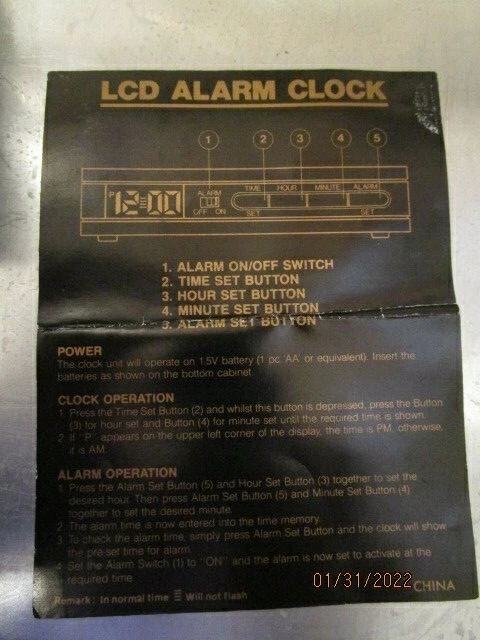 LCD ALARM CLOCK
1 2 3 4 5
P 12:00
ALARM TIME HOUR MINUTE ALARM
OFF ON SET SET
1. ALARM ON/OFF SWITCH
2. TIME SET BUTTON
3. HOUR SET BUTTON
4. MINUTE SET BUTTON
5. ALARM SET BUTTON
POWER
The clock unit will operate on 1.5V battery (1 pc 'AA' or equivalent). Insert the
batteries as shown on the bottom cabinet.
CLOCK OPERATION
1. Press the Time Set Button (2) and whilst this button is depressed, press the Button
(3) for hour set and Button (4) for minute set until the required time is shown.
2. If "P" appears on the upper left corner of the display, the time is PM, otherwise,
it is AM.
ALARM OPERATION
1. Press the Alarm Set Button (5) and Hour Set Button (3) together to set the
desired hour. Then press Alarm Set Button (5) and Minute Set Button (4)
together to set the desired minute.
2. The alarm time is now entered into the time memory.
3. To check the alarm time, simply press Alarm Set Button and the clock will show
the pre-set time for alarm.
4. Set the Alarm Switch (1) to "ON" and the alarm is now set to activate at the
required time.
Remark: In normal time Will not flash
CHINA
01/31/2022